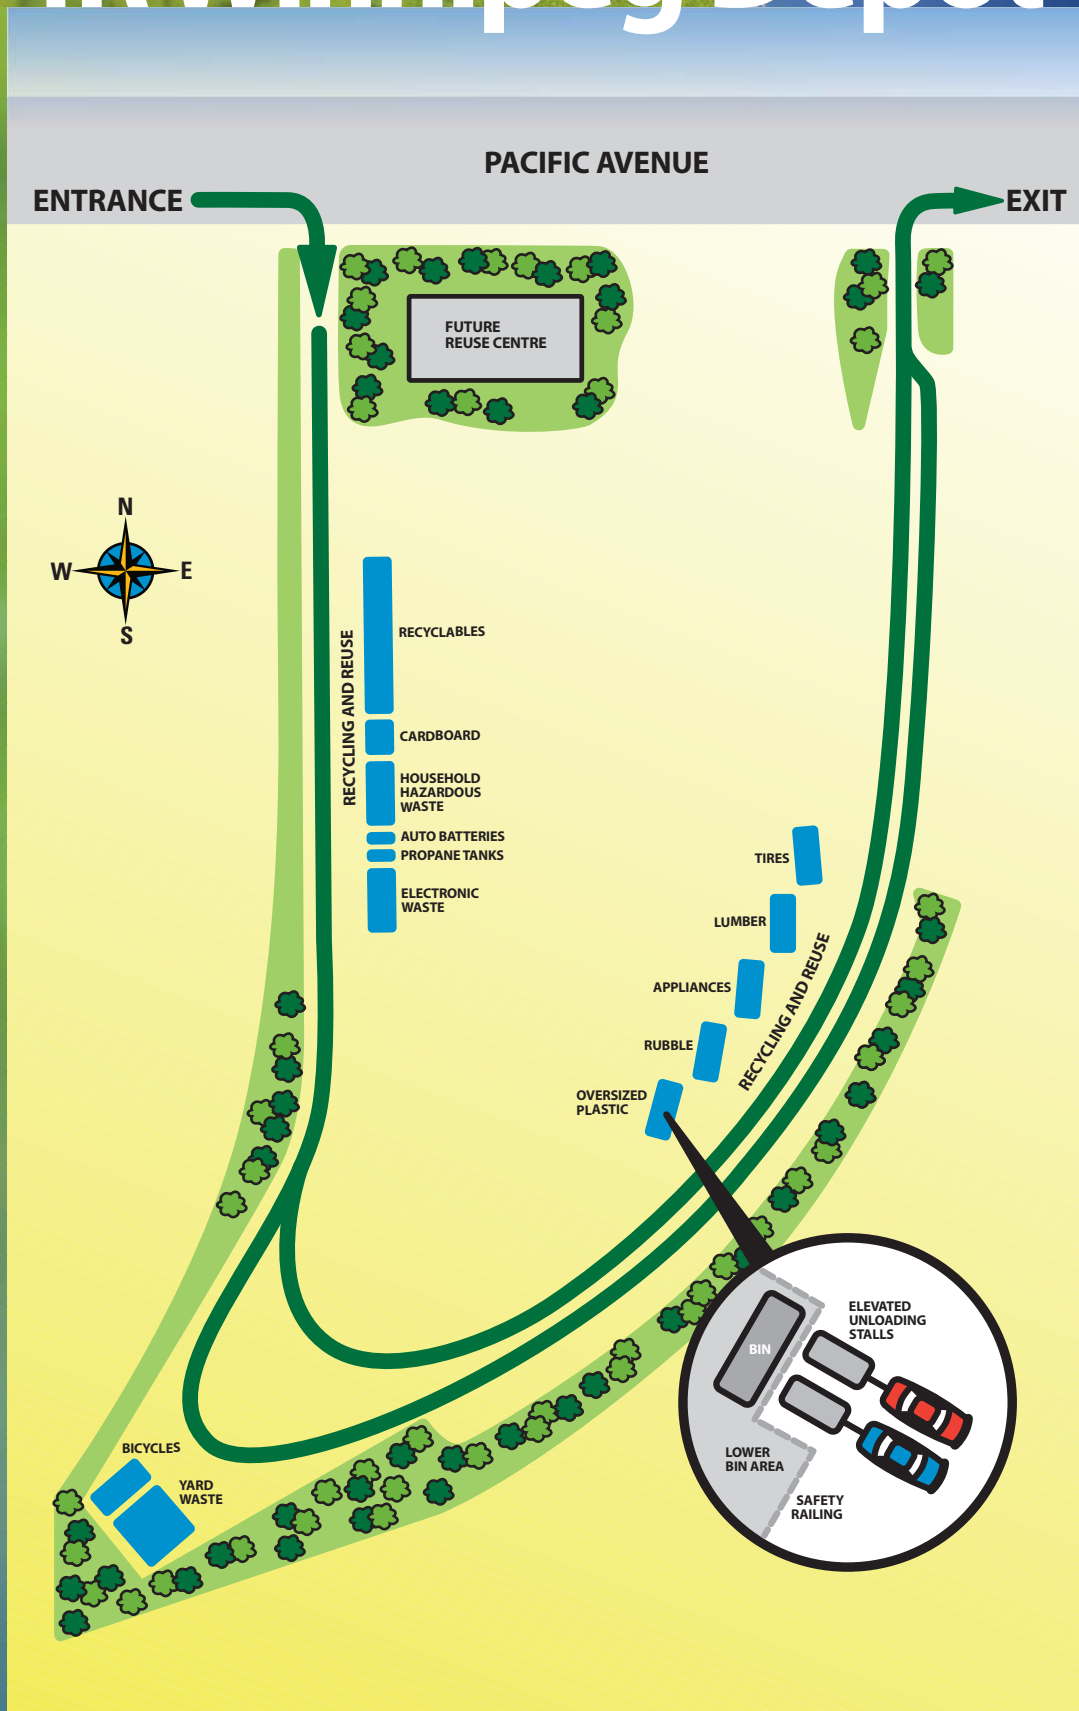 Winnipeg Depot
PACIFIC AVENUE
ENTRANCE
EXIT
FUTURE
REUSE CENTRE
N
W
E
S
RECYCLING AND REUSE
RECYCLABLES
CARDBOARD
HOUSEHOLD
HAZARDOUS
WASTE
AUTO BATTERIES
PROPANE TANKS
ELECTRONIC
WASTE
TIRES
LUMBER
APPLIANCES
RUBBLE
OVERSIZED
PLASTIC
RECYCLING AND REUSE
BICYCLES
YARD
WASTE
ELEVATED
UNLOADING
STALLS
BIN
LOWER
BIN AREA
SAFETY
RAILING